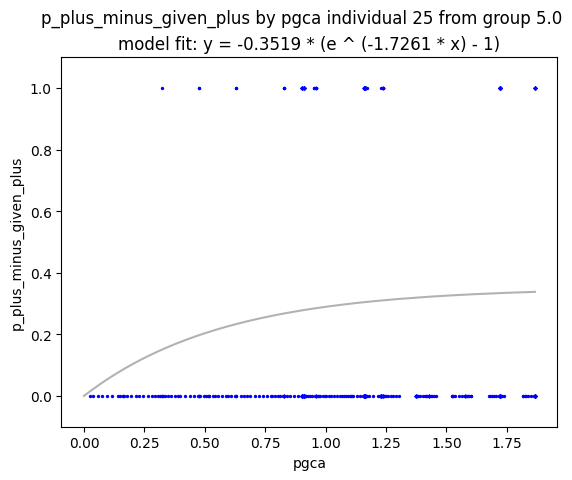 p_plus_minus_given_plus by pgca individual 25 from group 5.0
model fit: y = -0.3519 * (e ^ (-1.7261 * x) - 1)
1.0
0.8
0.6
0.4
0.2
0.0
p_plus_minus_given_plus
0.00 0.25 0.50 0.75 1.00 1.25 1.50 1.75
pgca